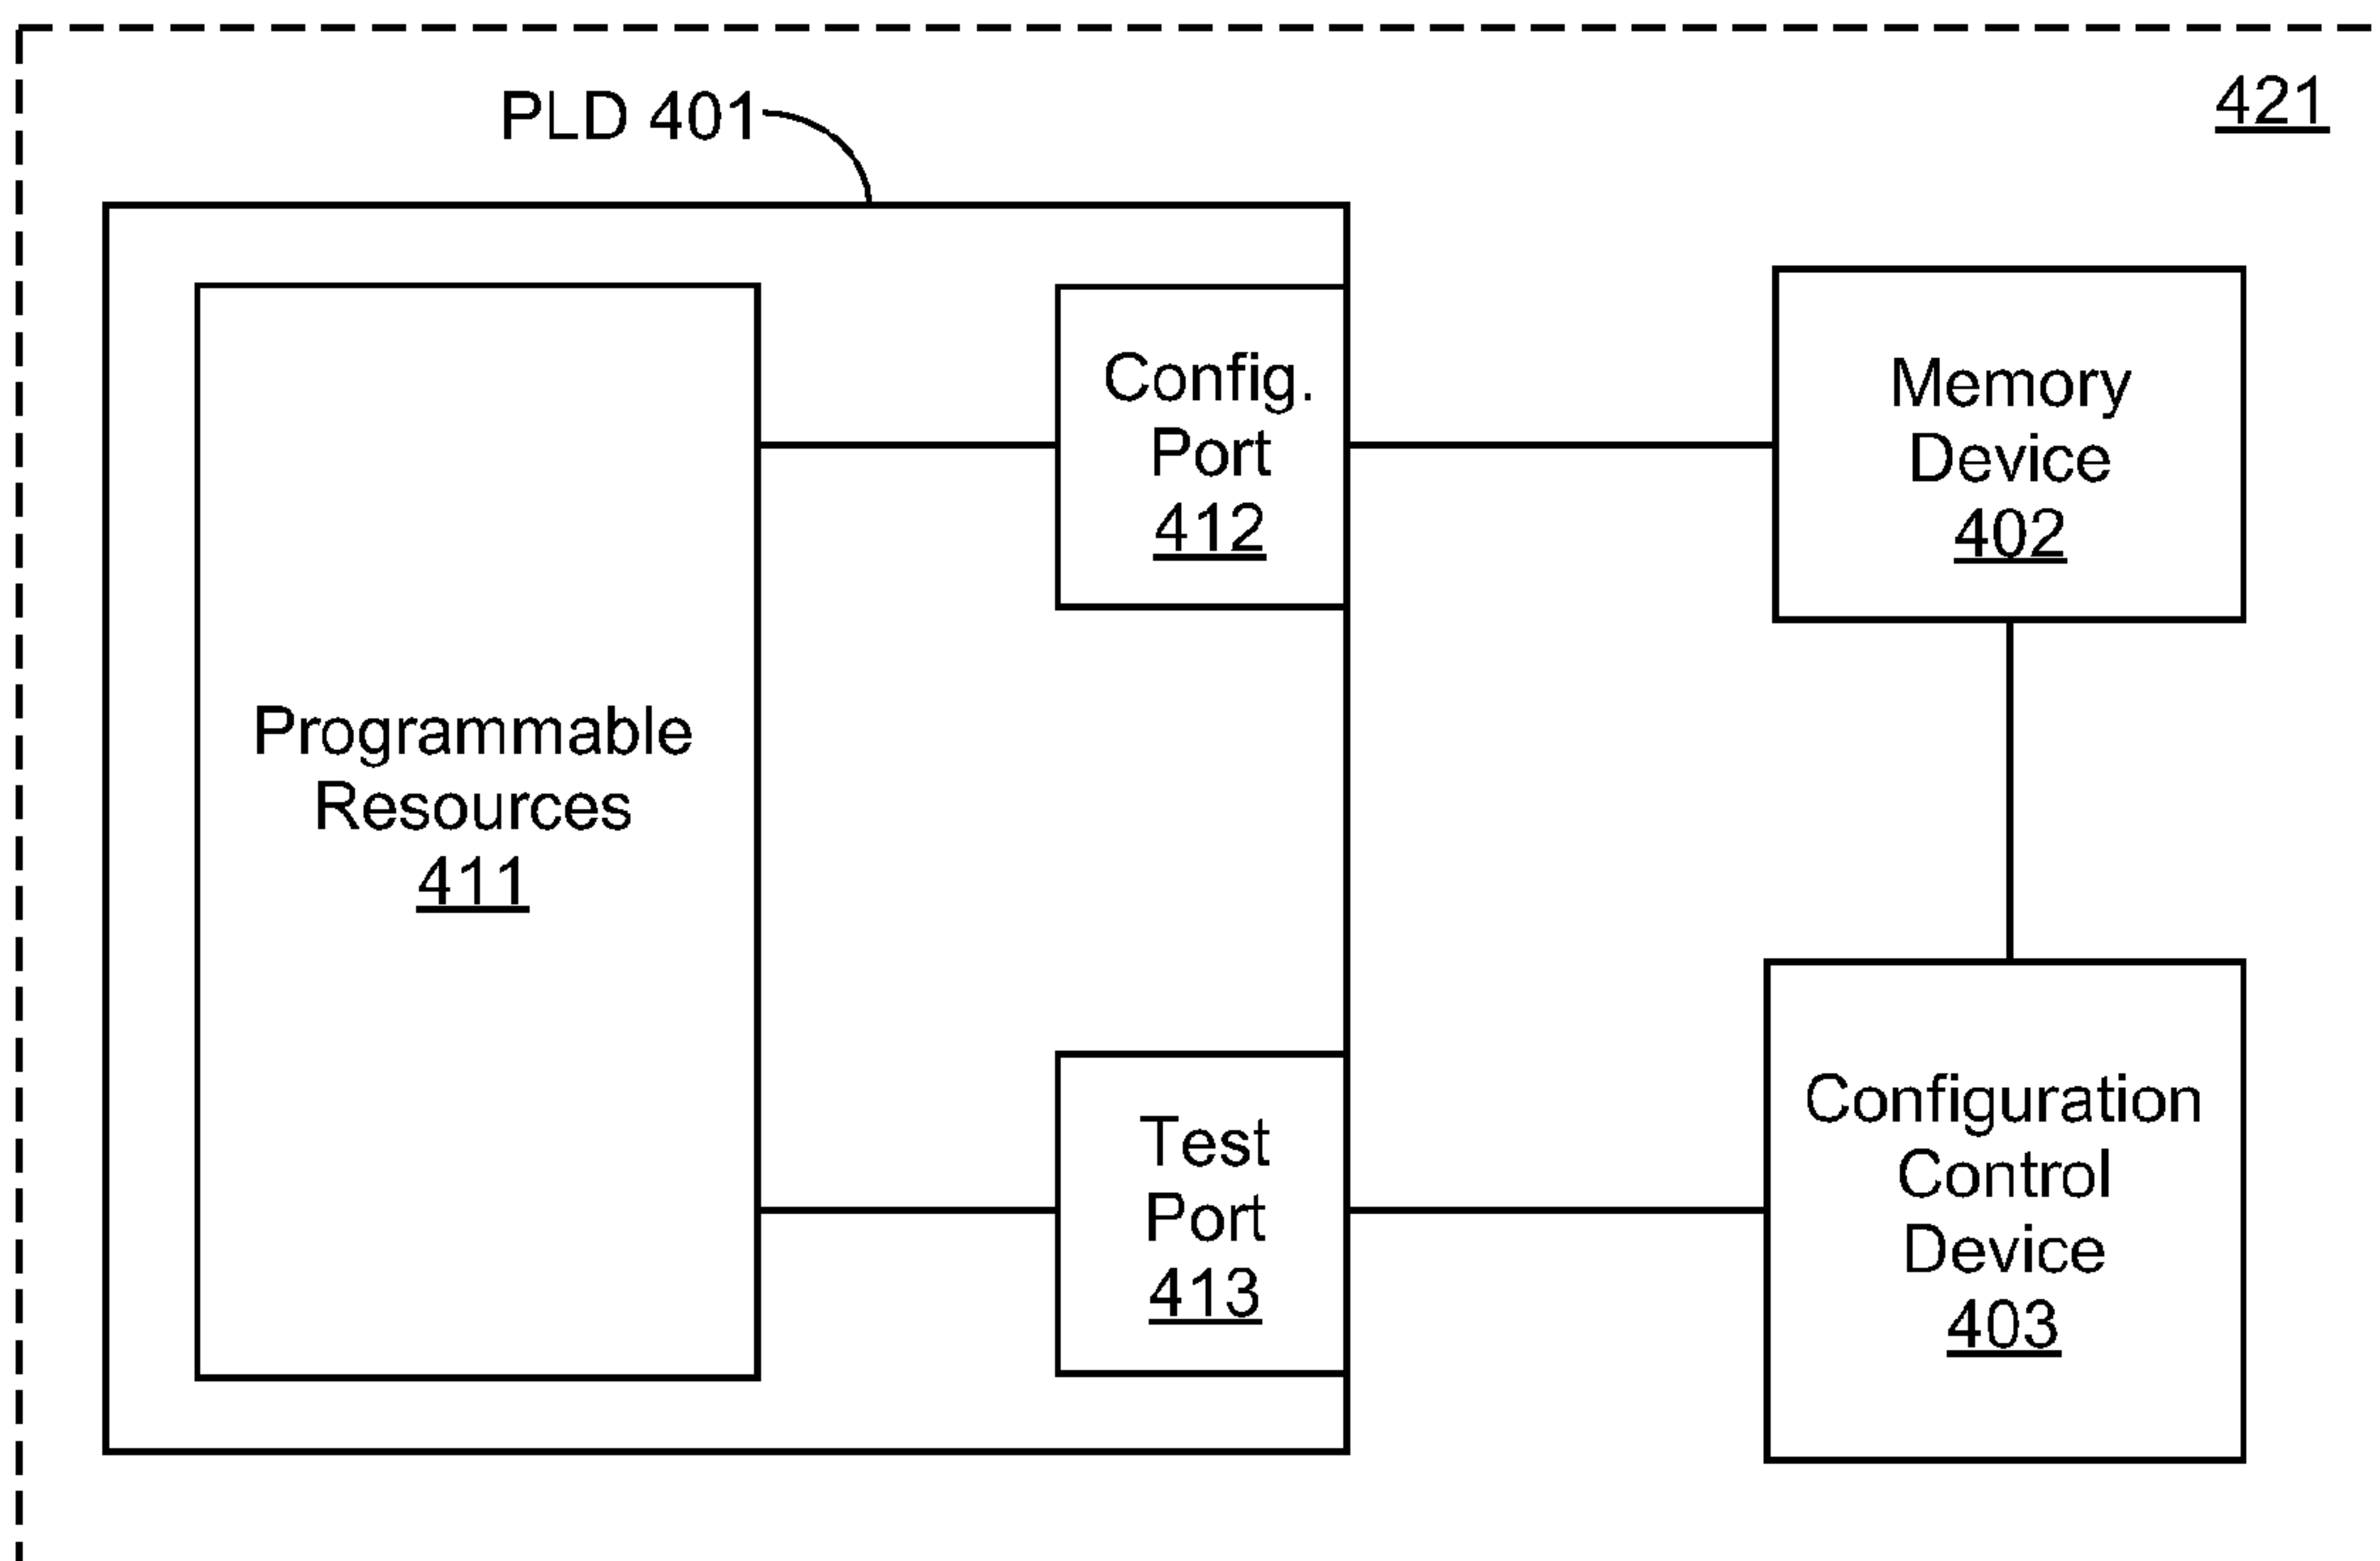 421
PLD 401
Config.
Port
412
Memory
Device
402
Programmable
Resources
411
Test
Port
413
Configuration
Control
Device
403